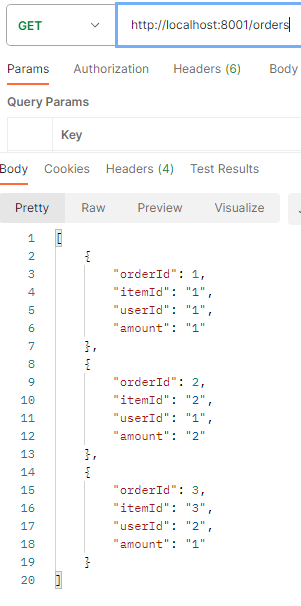 GET http://localhost:8001/orders
Params Authorization Headers (6) Body
Query Params
Key
Body Cookies Headers (4) Test Results
Pretty Raw Preview Visualize
1 [
2 {
3 "orderId": 1,
4 "itemId": "1",
5 "userId": "1",
6 "amount": "1"
7 },
8 {
9 "orderId": 2,
10 "itemId": "2",
11 "userId": "1",
12 "amount": "2"
13 },
14 {
15 "orderId": 3,
16 "itemId": "3",
17 "userId": "2",
18 "amount": "1"
19 }
20 ]